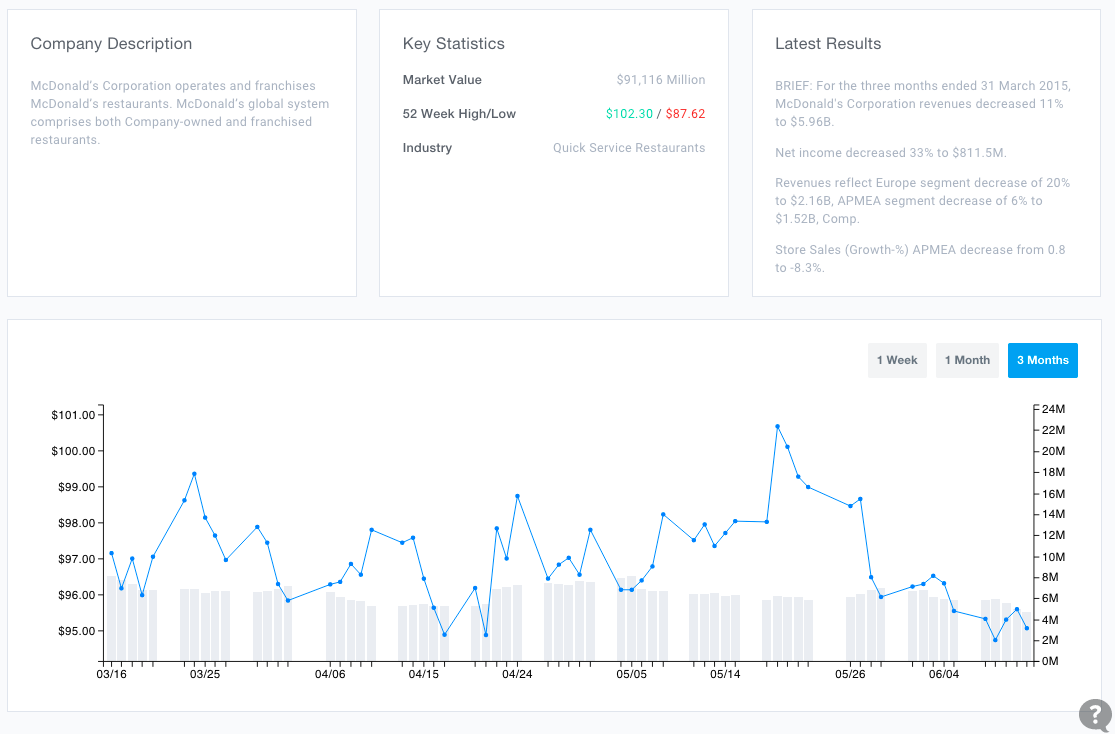 Company Description
McDonald's Corporation operates and franchises
McDonald's restaurants. McDonald's global system
comprises both Company-owned and franchised
restaurants.
Key Statistics
Market Value $91,116 Million
52 Week High/Low $102.30 / $87.62
Industry Quick Service Restaurants
Latest Results
BRIEF: For the three months ended 31 March 2015,
McDonald's Corporation revenues decreased 11%
to $5.96B.
Net income decreased 33% to $811.5M.
Revenues reflect Europe segment decrease of 20%
to $2.16B, APMEA segment decrease of 6% to
$1.52B, Comp.
Store Sales (Growth-%) APMEA decrease from 0.8
to -8.3%.
1 Week 1 Month 3 Months
$101.00
$100.00
$99.00
$98.00
$97.00
$96.00
$95.00
24M
22M
20M
18M
16M
14M
12M
10M
8M
6M
4M
2M
0M
03/16 03/25 04/06 04/15 04/24 05/05 05/14 05/26 06/04
?